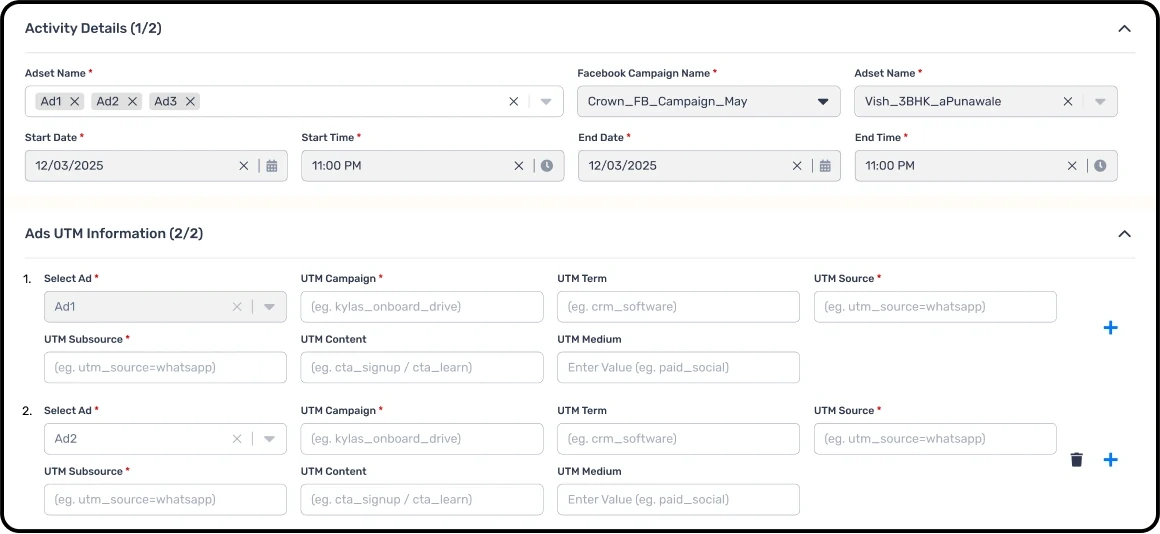 Activity Details (1/2)
Adset Name * Facebook Campaign Name * Adset Name *
Ad1 Ad2 Ad3 Crown_FB_Campaign_May Vish_3BHK_aPunawale
Start Date * Start Time * End Date * End Time *
12/03/2025 11:00 PM 12/03/2025 11:00 PM
Ads UTM Information (2/2)
1. Select Ad * UTM Campaign * UTM Term UTM Source *
Ad1 (eg. kylas_onboard_drive) (eg. crm_software) (eg. utm_source=whatsapp)
UTM Subsource * UTM Content UTM Medium
(eg. utm_source=whatsapp) (eg. cta_signup / cta_learn) Enter Value (eg. paid_social)
2. Select Ad * UTM Campaign * UTM Term UTM Source *
Ad2 (eg. kylas_onboard_drive) (eg. crm_software) (eg. utm_source=whatsapp)
UTM Subsource * UTM Content UTM Medium
(eg. utm_source=whatsapp) (eg. cta_signup / cta_learn) Enter Value (eg. paid_social)